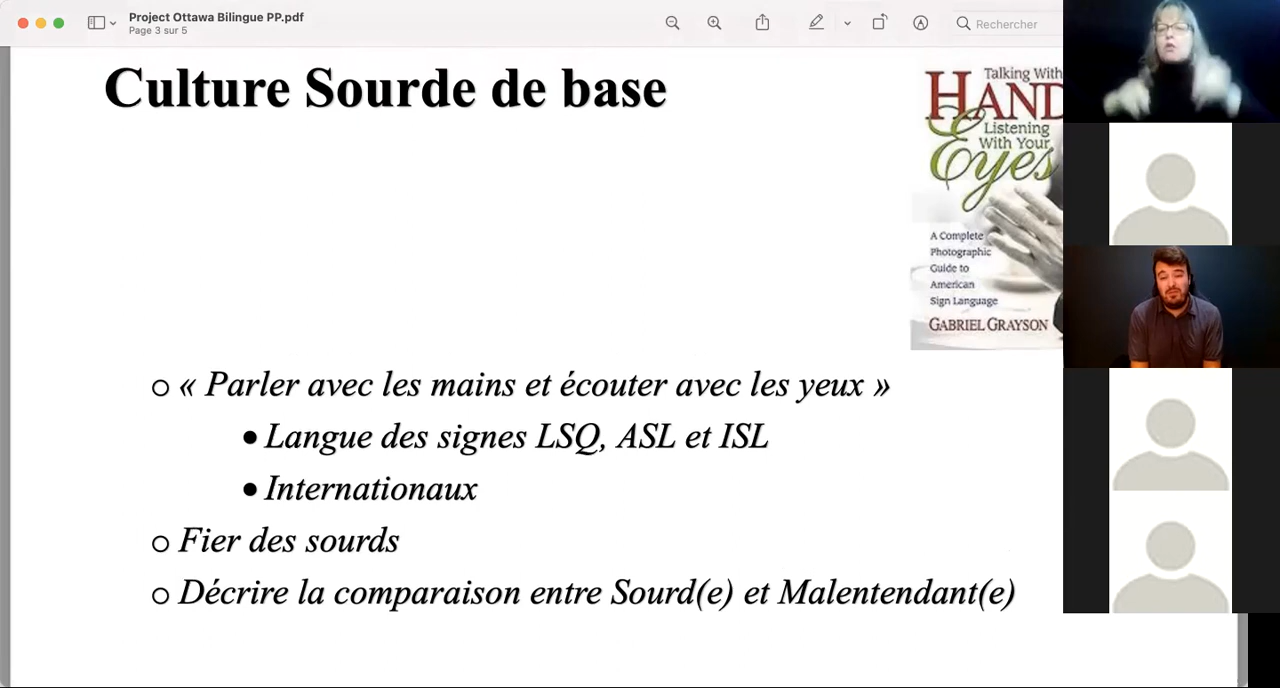 Project Ottawa Bilingue PP.pdf
Page 3 sur 5
Rechercher
Culture Sourde de base
Talking With
HAND
Listening
With Your
Eyes
A Complete
Photographic
Guide to
American
Sign Language
GABRIEL GRAYSON
« Parler avec les mains et écouter avec les yeux »
Langue des signes LSQ, ASL et ISL
Internationaux
Fier des sourds
Décrire la comparaison entre Sourd(e) et Malentendant(e)